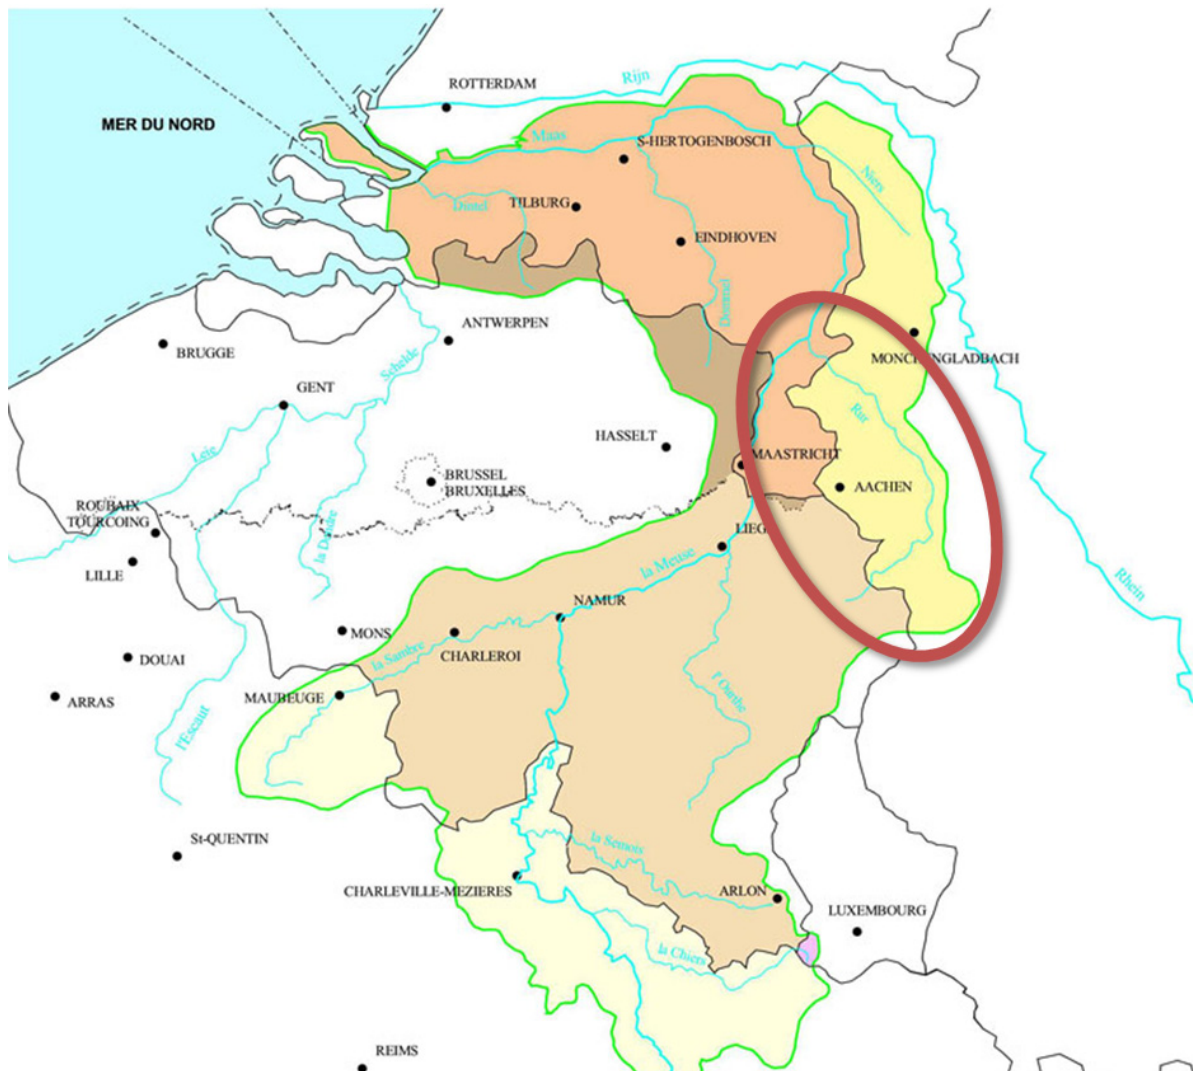 ROTTERDAM
Rijn
MER DU NORD
Maas
S-HERTOGENBOSCH
Niers
Dintel
TILBURG
EINDHOVEN
Dommel
ANTWERPEN
BRUGGE
Schelde
MONCHENGLADBACH
GENT
Rur
HASSELT
Leie
MAASTRICHT
BRUSSEL
BRUXELLES
AACHEN
ROUBAIX
TOURCOING
la Dendre
LIEG
LILLE
la Meuse
Rhein
NAMUR
MONS
CHARLEROI
la Sambre
DOUAI
l'Ourthe
ARRAS
MAUBEUGE
l'Escaut
St-QUENTIN
la Semois
CHARLEVILLE-MEZIERES
ARLON
LUXEMBOURG
la Chiers
REIMS